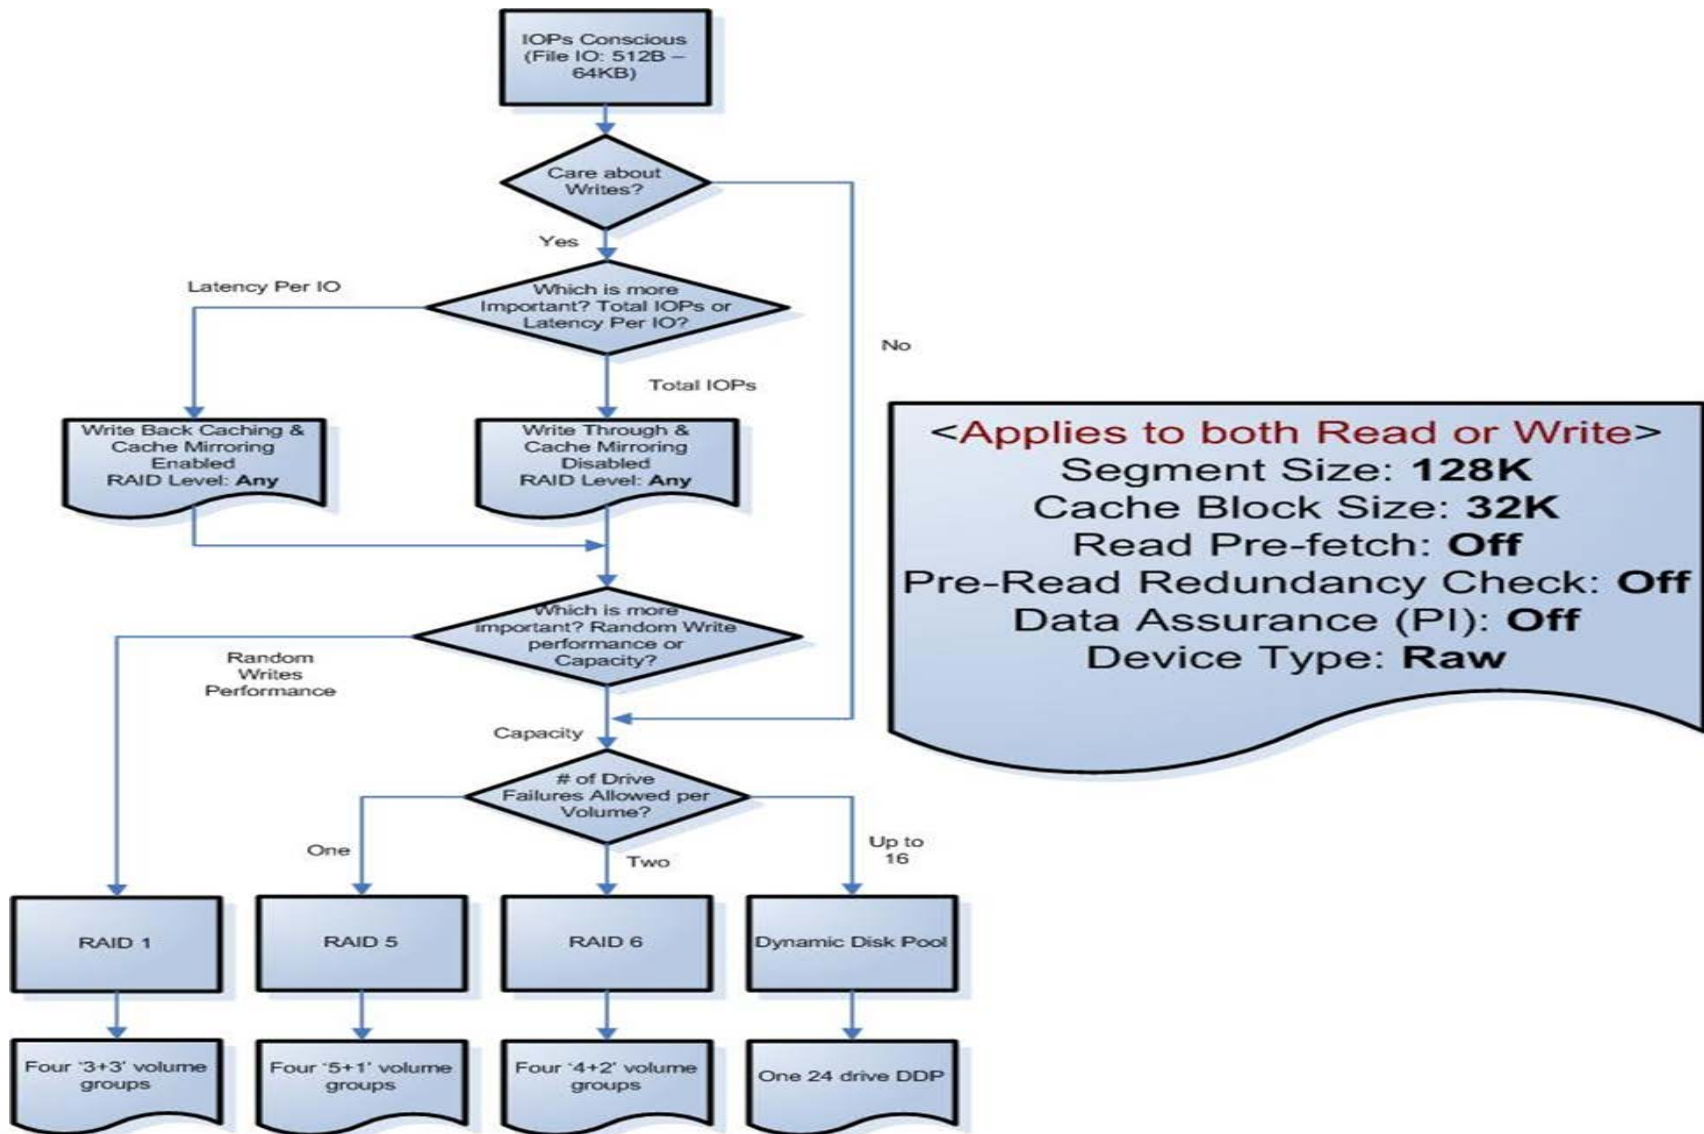 IOPs Conscious
(File IO: 512B –
64KB)
Care about
Writes?
Yes
No
Which is more
Important? Total IOPs or
Latency Per IO?
Latency Per IO
Total IOPs
Write Back Caching &
Cache Mirroring
Enabled
RAID Level: Any
Write Through &
Cache Mirroring
Disabled
RAID Level: Any
<Applies to both Read or Write>
Segment Size: 128K
Cache Block Size: 32K
Read Pre-fetch: Off
Pre-Read Redundancy Check: Off
Data Assurance (PI): Off
Device Type: Raw
Which is more
important? Random Write
performance or
Capacity?
Random
Writes
Performance
Capacity
# of Drive
Failures Allowed per
Volume?
One
Two
Up to
16
RAID 1
RAID 5
RAID 6
Dynamic Disk Pool
Four '3+3' volume
groups
Four '5+1' volume
groups
Four '4+2' volume
groups
One 24 drive DDP